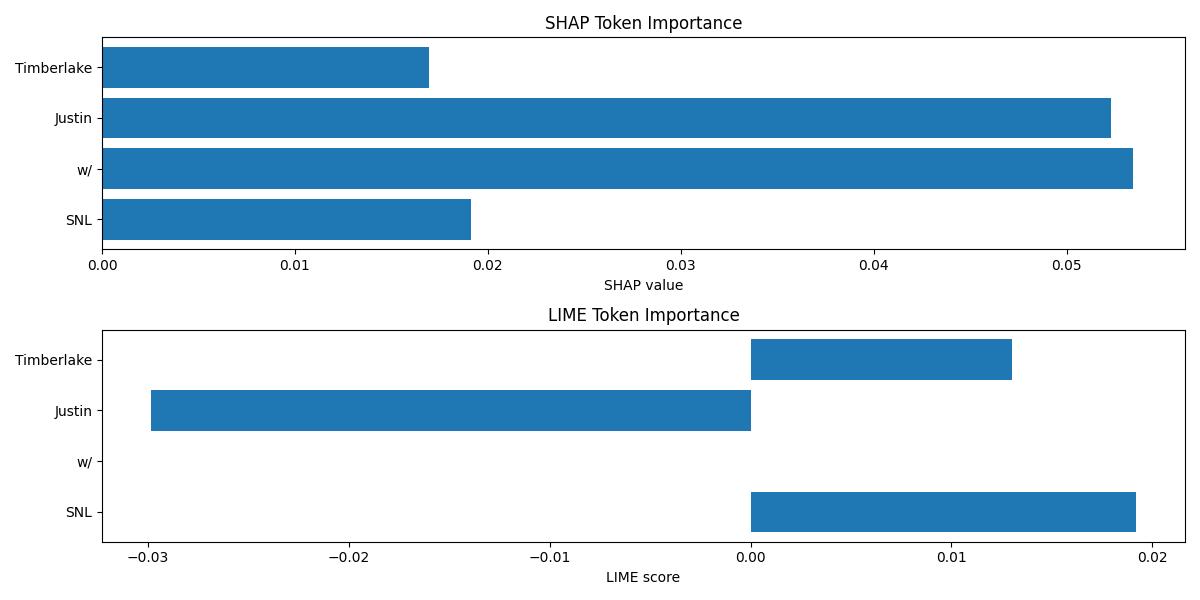 SHAP Token Importance
Timberlake
Justin
w/
SNL
0.00 0.01 0.02 0.03 0.04 0.05
SHAP value
LIME Token Importance
Timberlake
Justin
w/
SNL
−0.03 −0.02 −0.01 0.00 0.01 0.02
LIME score